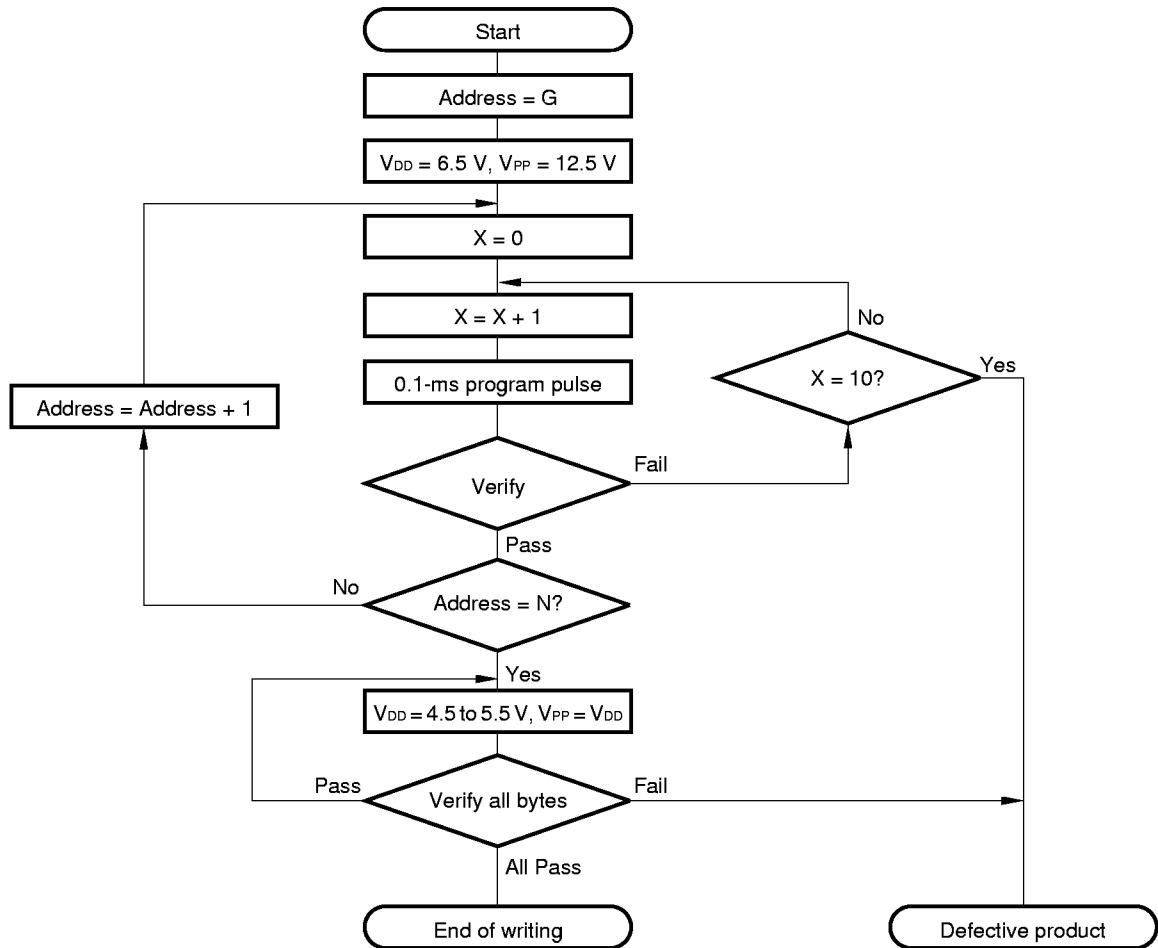 Start
Address = G
VDD = 6.5 V, VPP = 12.5 V
X = 0
X = X + 1
No
0.1-ms program pulse
X = 10?
Yes
Address = Address + 1
Verify
Fail
Pass
No
Address = N?
Yes
VDD = 4.5 to 5.5 V, VPP = VDD
Pass
Verify all bytes
Fail
All Pass
End of writing
Defective product